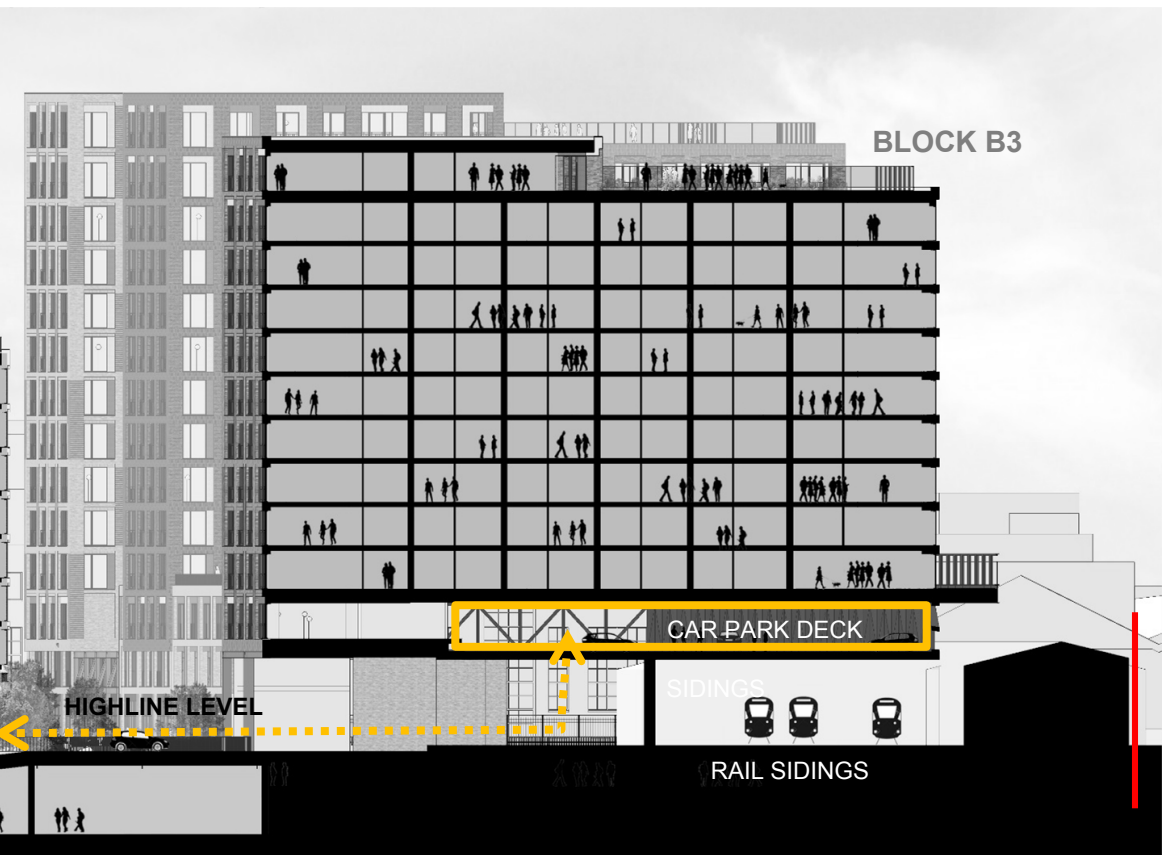 BLOCK B3
CAR PARK DECK
SIDINGS
HIGHLINE LEVEL
RAIL SIDINGS